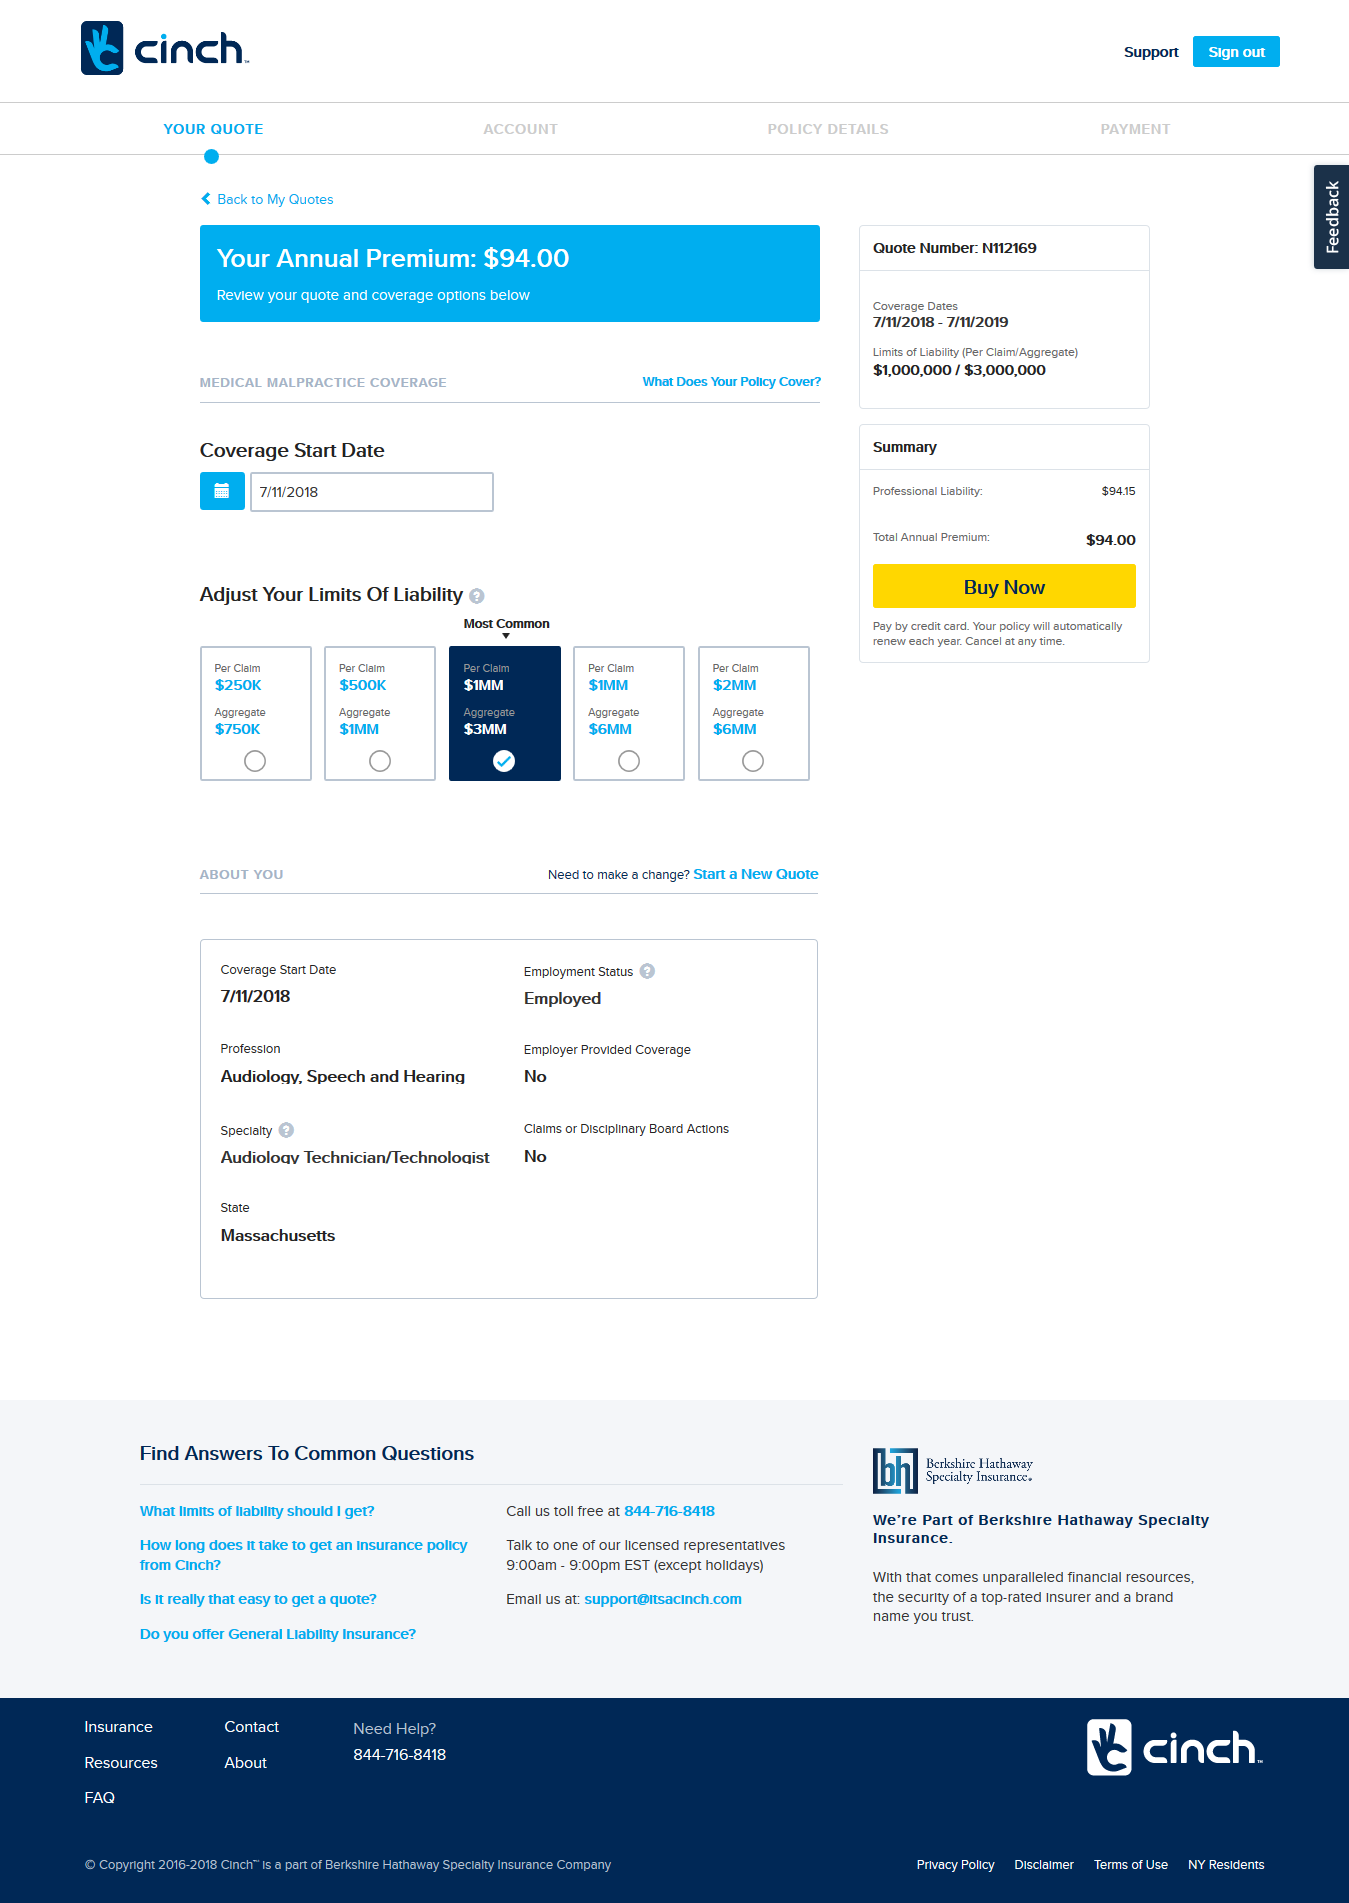 cinch™
Support
Sign out
YOUR QUOTE
ACCOUNT
POLICY DETAILS
PAYMENT
Feedback
Back to My Quotes
Your Annual Premium: $94.00
Review your quote and coverage options below
MEDICAL MALPRACTICE COVERAGE
What Does Your Policy Cover?
Coverage Start Date
7/11/2018
Adjust Your Limits Of Liability ?
Most Common
Per Claim
$250K
Aggregate
$750K
Per Claim
$500K
Aggregate
$1MM
Per Claim
$1MM
Aggregate
$3MM
Per Claim
$1MM
Aggregate
$6MM
Per Claim
$2MM
Aggregate
$6MM
Quote Number: N112169
Coverage Dates
7/11/2018 - 7/11/2019
Limits of Liability (Per Claim/Aggregate)
$1,000,000 / $3,000,000
Summary
Professional Liability: $94.15
Total Annual Premium: $94.00
Buy Now
Pay by credit card. Your policy will automatically
renew each year. Cancel at any time.
ABOUT YOU
Need to make a change? Start a New Quote
Coverage Start Date
7/11/2018
Employment Status ?
Employed
Profession
Audiology, Speech and Hearing
Employer Provided Coverage
No
Specialty ?
Audiology Technician/Technologist
Claims or Disciplinary Board Actions
No
State
Massachusetts
Find Answers To Common Questions
What limits of liability should I get?
How long does it take to get an insurance policy
from Cinch?
Is it really that easy to get a quote?
Do you offer General Liability Insurance?
Call us toll free at 844-716-8418
Talk to one of our licensed representatives
9:00am - 9:00pm EST (except holidays)
Email us at: support@itsacinch.com
bh
Berkshire Hathaway
Specialty Insurance.
We’re Part of Berkshire Hathaway Specialty
Insurance.
With that comes unparalleled financial resources,
the security of a top-rated insurer and a brand
name you trust.
Insurance
Resources
FAQ
Contact
About
Need Help?
844-716-8418
cinch™
© Copyright 2016-2018 Cinch™ is a part of Berkshire Hathaway Specialty Insurance Company
Privacy Policy
Disclaimer
Terms of Use
NY Residents